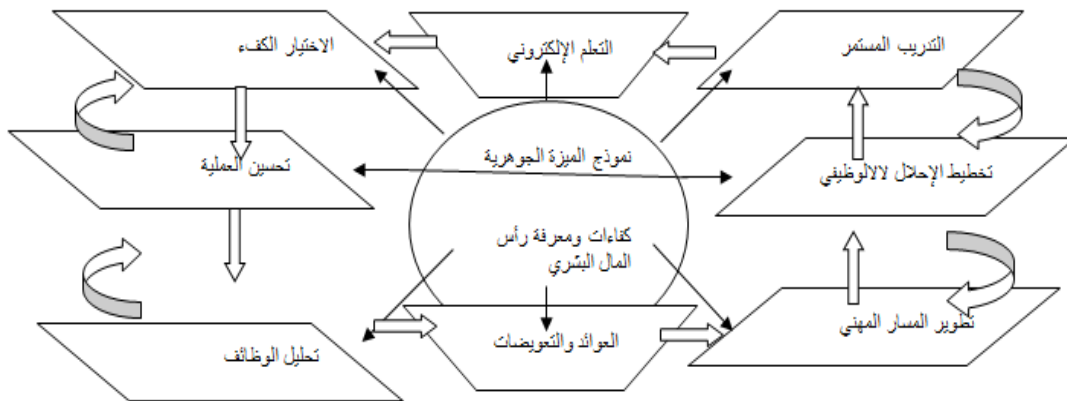 التدريب المستمر
التعلم الإلكتروني
الاختيار الكفء
نموذج الميزة الجوهرية
تحسين العملية
تخطيط الإحلال لالالوظيفي
كفاءات ومعرفة رأس
المال البشري
تطوير المسار المهني
العوائد والتعويضات
تحليل الوظائف